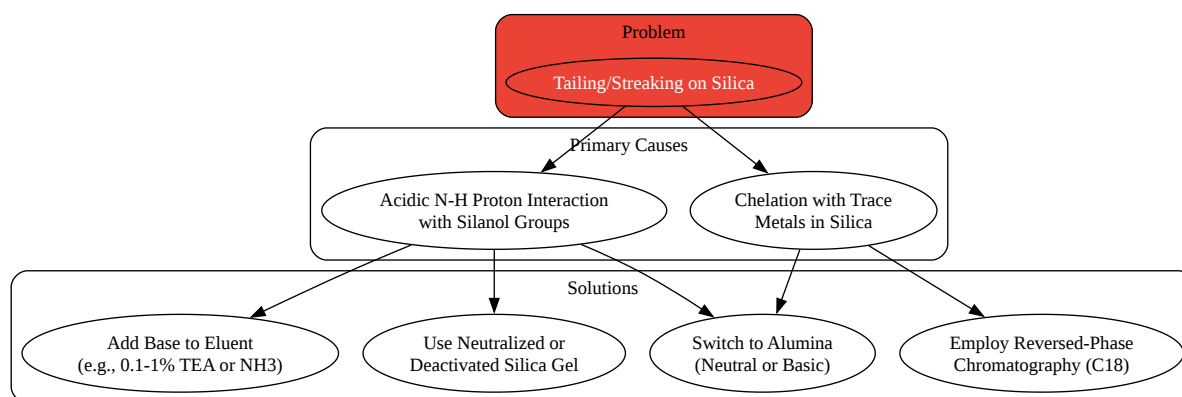 Problem
Tailing/Streaking on Silica
Primary Causes
Acidic N-H Proton Interaction
with Silanol Groups
Chelation with Trace
Metals in Silica
Solutions
Add Base to Eluent
(e.g., 0.1-1% TEA or NH3)
Use Neutralized or
Deactivated Silica Gel
Switch to Alumina
(Neutral or Basic)
Employ Reversed-Phase
Chromatography (C18)